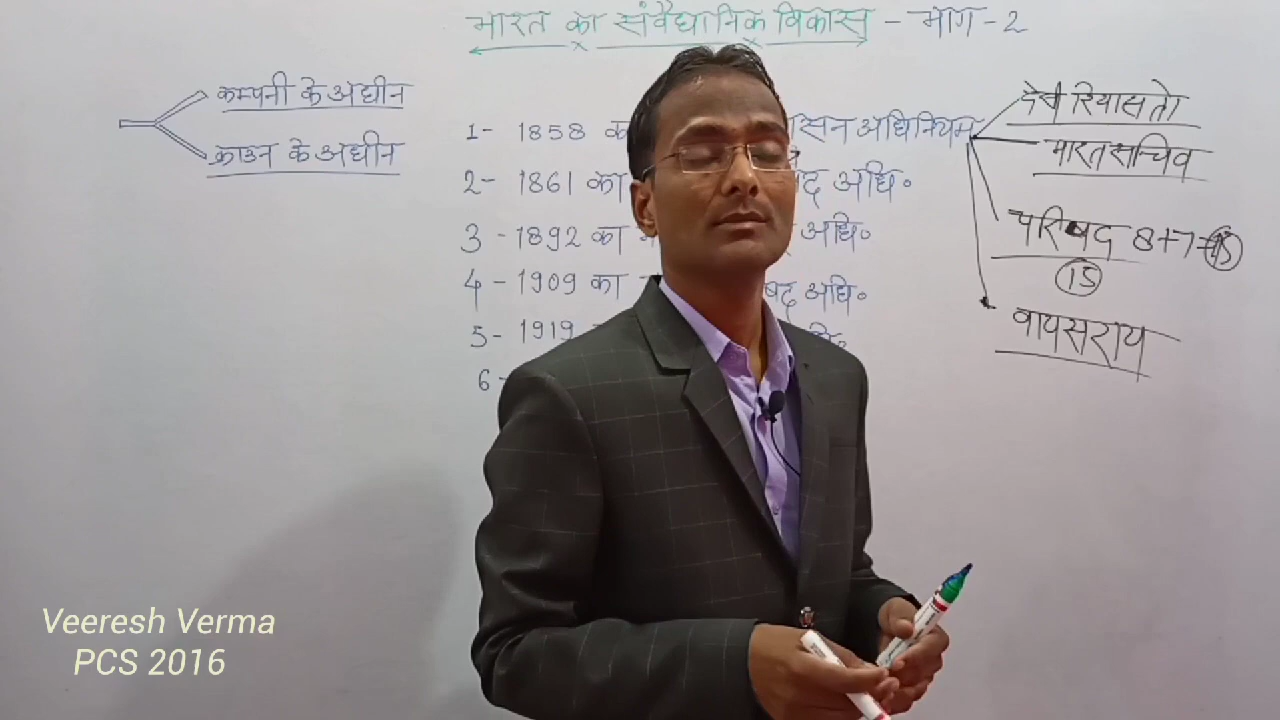 भारत का संवैधानिक विकास - भाग - 2
कम्पनी के अधीन
क्राउन के अधीन
1- 1858 का सन अधिनियम
2- 1861 का द अधि०
3 - 1892 का अधि०
4 - 1909 का षद् अधि०
5- 1919
6 -
देशी रियासतो
भारत सचिव
परिषद 8+7=15
15
वायसराय
Veeresh Verma
PCS 2016